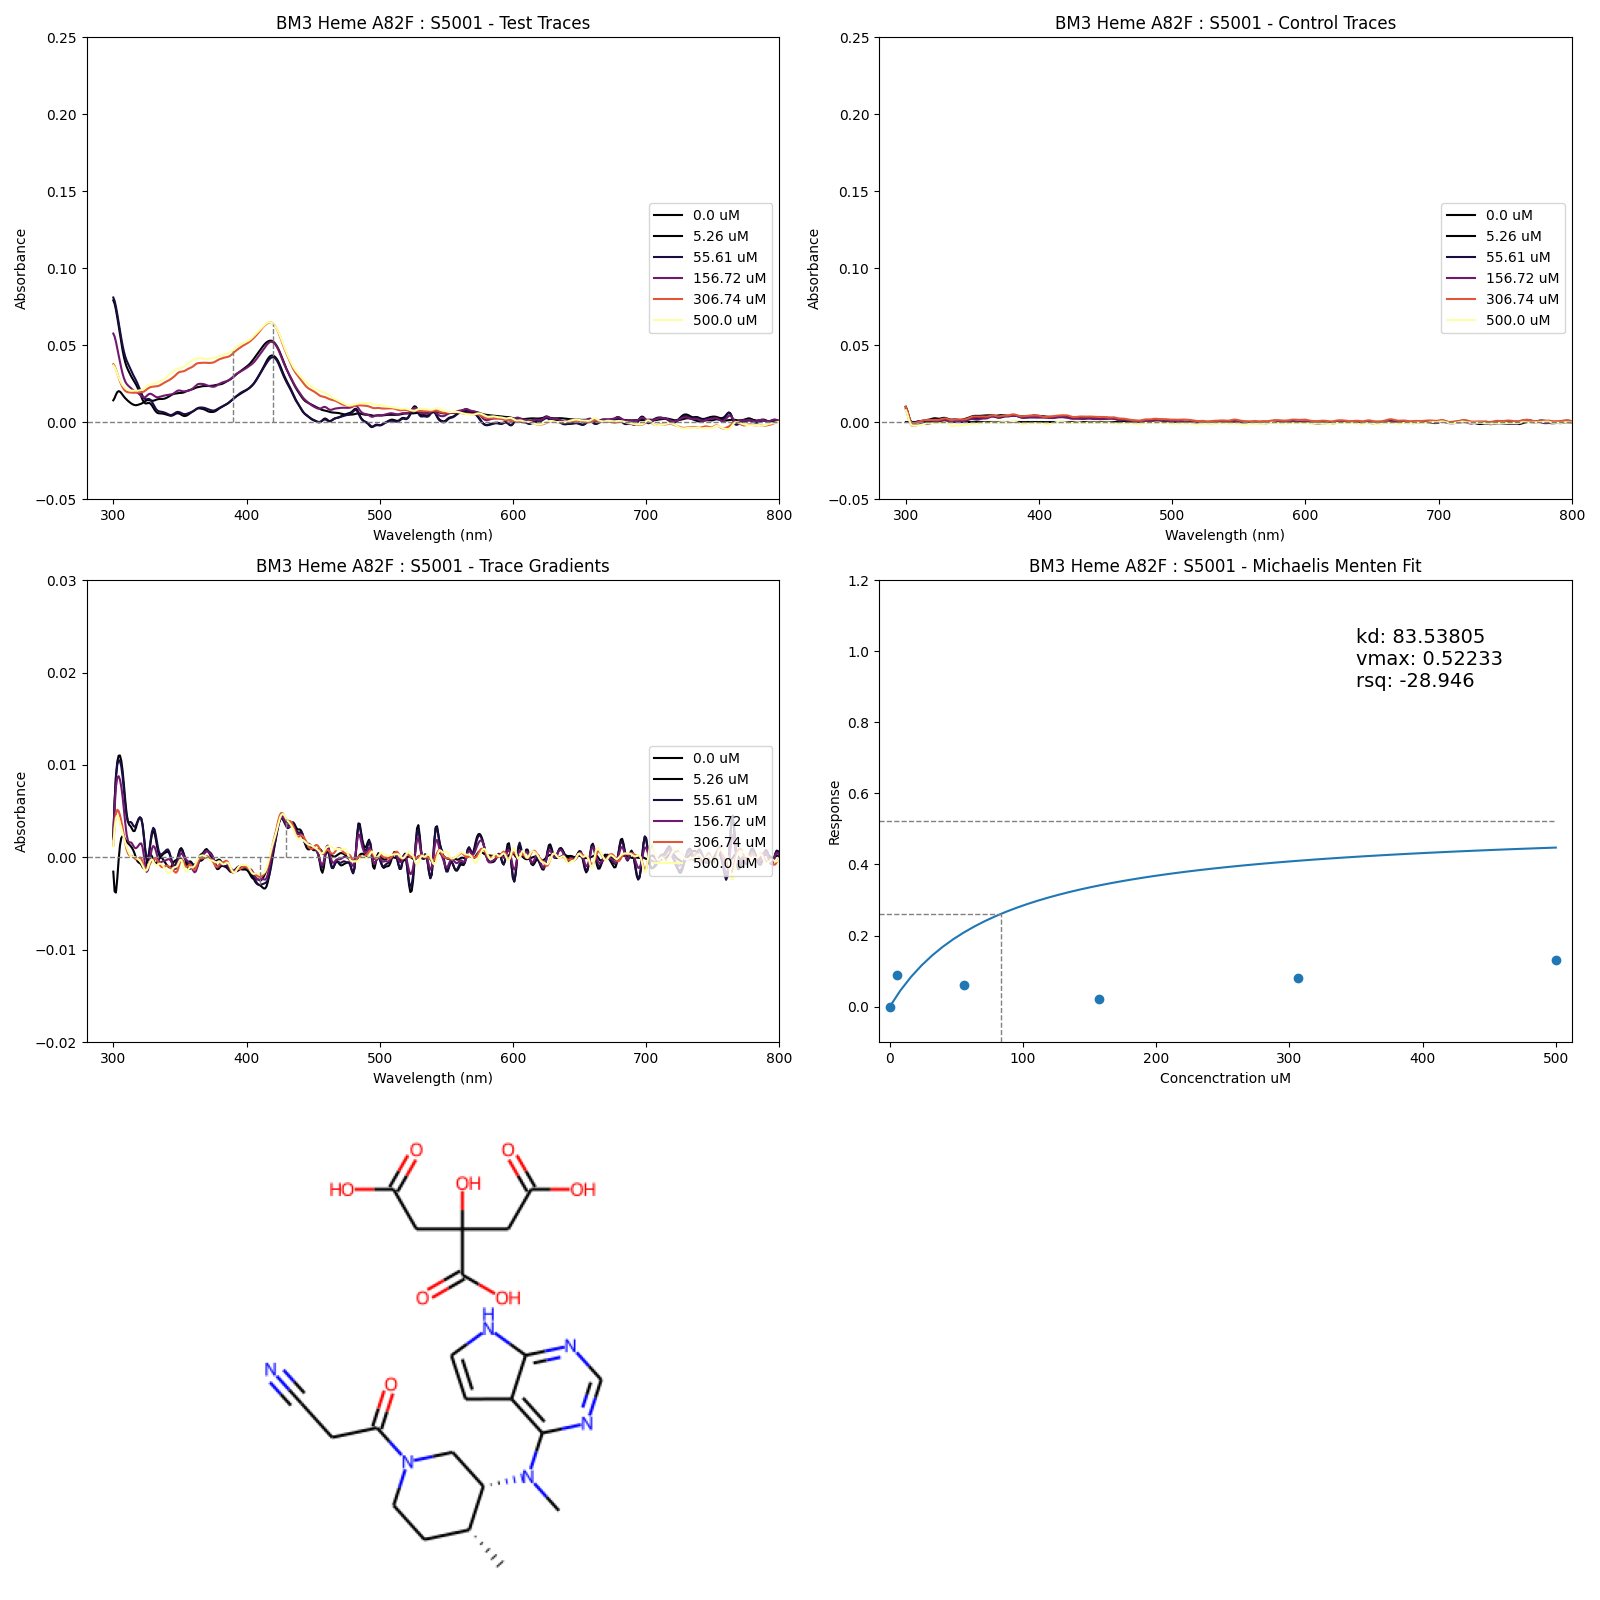 BM3 Heme A82F : S5001 - Test Traces
0.25
0.20
0.15
0.10
0.05
0.00
−0.05
Absorbance
300 400 500 600 700 800
Wavelength (nm)
0.0 uM
5.26 uM
55.61 uM
156.72 uM
306.74 uM
500.0 uM
BM3 Heme A82F : S5001 - Control Traces
0.25
0.20
0.15
0.10
0.05
0.00
−0.05
Absorbance
300 400 500 600 700 800
Wavelength (nm)
0.0 uM
5.26 uM
55.61 uM
156.72 uM
306.74 uM
500.0 uM
BM3 Heme A82F : S5001 - Trace Gradients
0.03
0.02
0.01
0.00
−0.01
−0.02
Absorbance
300 400 500 600 700 800
Wavelength (nm)
0.0 uM
5.26 uM
55.61 uM
156.72 uM
306.74 uM
500.0 uM
BM3 Heme A82F : S5001 - Michaelis Menten Fit
1.2
1.0
0.8
0.6
0.4
0.2
0.0
Response
0 100 200 300 400 500
Concenctration uM
kd: 83.53805
vmax: 0.52233
rsq: -28.946
O O
HO OH OH
O OH
H
N N
N O
N
N N